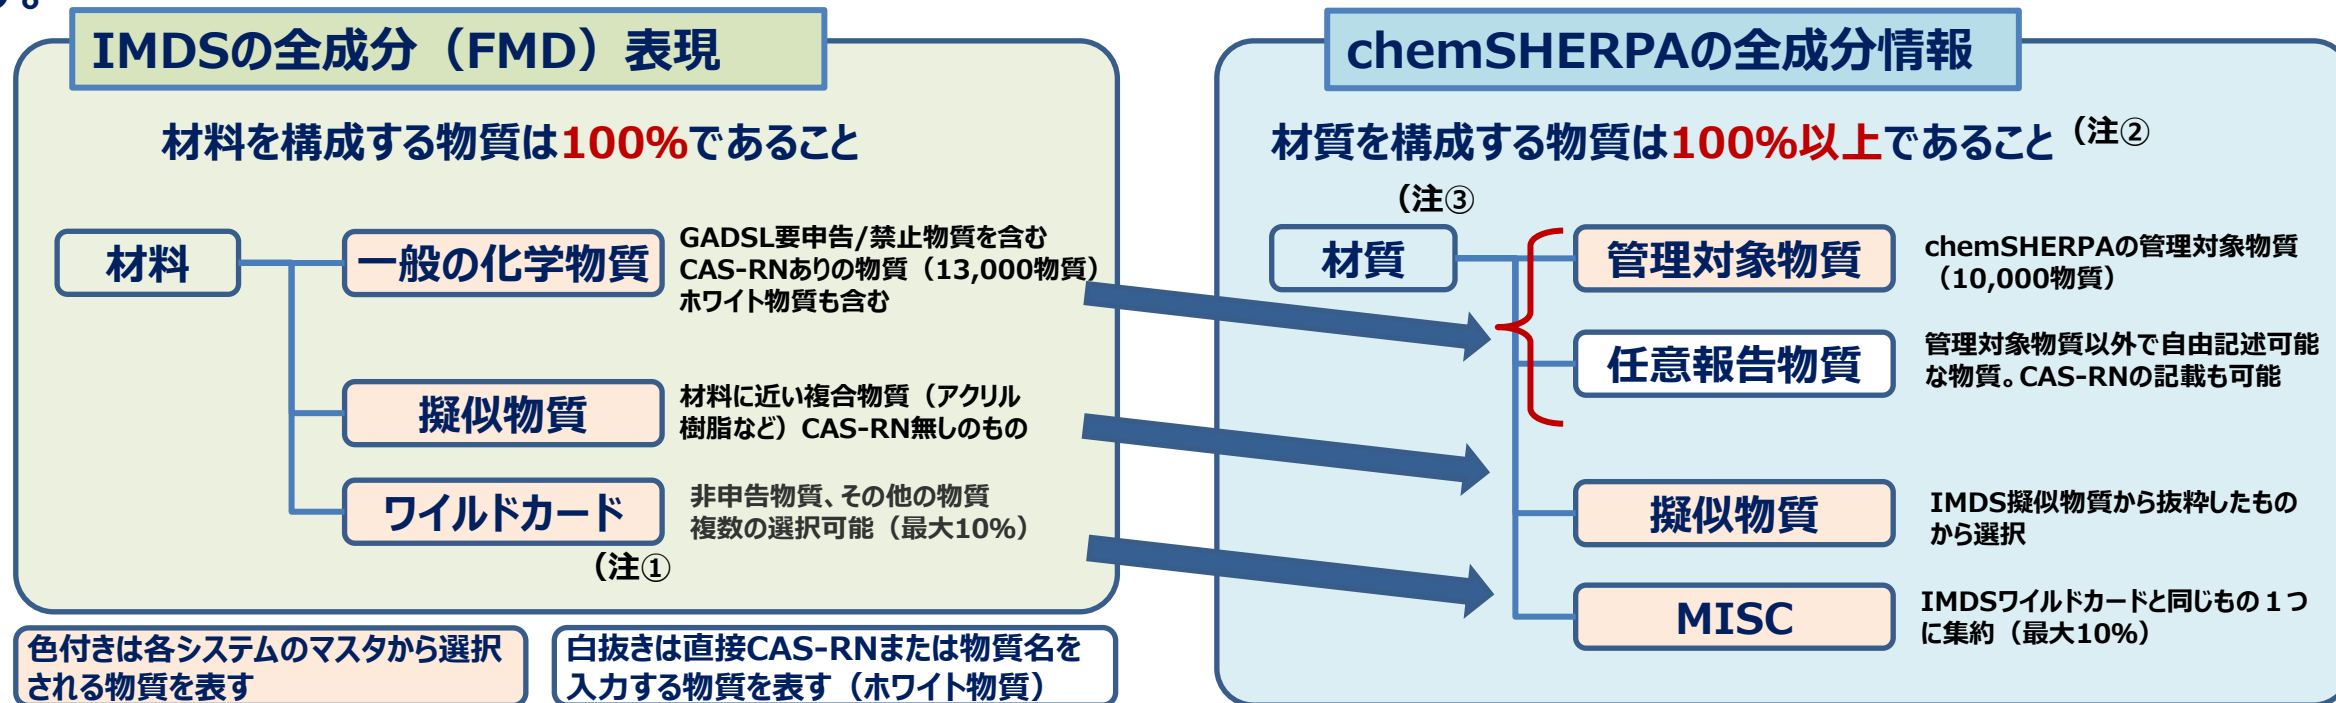 る。
IMDSの全成分（FMD）表現
材料を構成する物質は100%であること
材料
一般の化学物質
GADSL要申告/禁止物質を含む
CAS-RNありの物質（13,000物質）
ホワイト物質も含む
擬似物質
材料に近い複合物質（アクリル
樹脂など）CAS-RN無しのもの
ワイルドカード
非申告物質、その他の物質
複数の選択可能（最大10%）
（注①
色付きは各システムのマスタから選択
される物質を表す
白抜きは直接CAS-RNまたは物質名を
入力する物質を表す（ホワイト物質）
chemSHERPAの全成分情報
材質を構成する物質は100%以上であること（注②
（注③
材質
管理対象物質
chemSHERPAの管理対象物質
（10,000物質）
任意報告物質
管理対象物質以外で自由記述可能
な物質。CAS-RNの記載も可能
擬似物質
IMDS擬似物質から抜粋したもの
から選択
MISC
IMDSワイルドカードと同じもの１つ
に集約（最大10%）